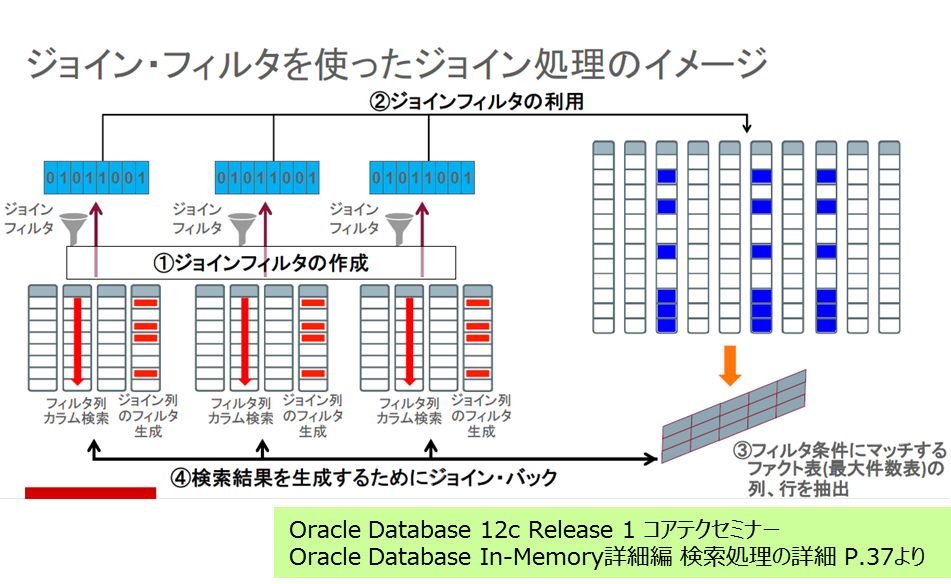 ジョイン・フィルタを使ったジョイン処理のイメージ
②ジョインフィルタの利用
01011001
01011001
01011001
ジョイン
フィルタ
ジョイン
フィルタ
ジョイン
フィルタ
①ジョインフィルタの作成
フィルタ列
カラム検索
ジョイン列
のフィルタ
生成
フィルタ列
カラム検索
ジョイン列
のフィルタ
生成
フィルタ列
カラム検索
ジョイン列
のフィルタ
生成
③フィルタ条件にマッチする
ファクト表(最大件数表)の
列、行を抽出
④検索結果を生成するためにジョイン・バック
Oracle Database 12c Release 1 コアテクセミナー
Oracle Database In-Memory詳細編 検索処理の詳細 P.37より